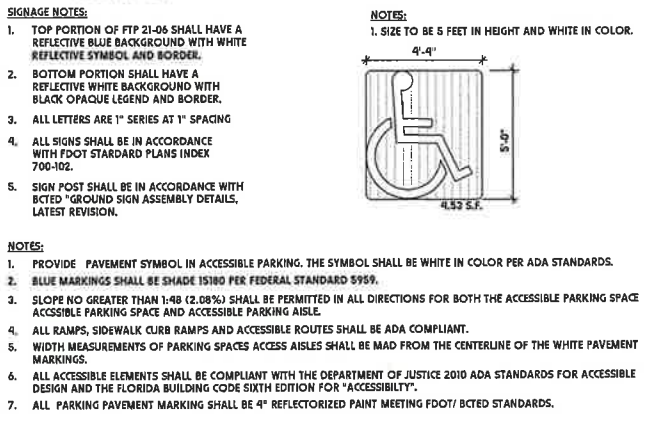 SIGNAGE NOTES:
1. TOP PORTION OF FTP 21-06 SHALL HAVE A
REFLECTIVE BLUE BACKGROUND WITH WHITE
REFLECTIVE SYMBOL AND BORDER.
2. BOTTOM PORTION SHALL HAVE A
REFLECTIVE WHITE BACKGROUND WITH
BLACK OPAQUE LEGEND AND BORDER.
3. ALL LETTERS ARE 1" SERIES AT 1" SPACING
4. ALL SIGNS SHALL BE IN ACCORDANCE
WITH FDOT STARDARD PLANS INDEX
700-102.
5. SIGN POST SHALL BE IN ACCORDANCE WITH
BCTED "GROUND SIGN ASSEMBLY DETAILS,
LATEST REVISION.
NOTES:
1. SIZE TO BE 5 FEET IN HEIGHT AND WHITE IN COLOR.
4'-4"
5'-0"
4.53 S.F.
NOTES:
1. PROVIDE PAVEMENT SYMBOL IN ACCESSIBLE PARKING. THE SYMBOL SHALL BE WHITE IN COLOR PER ADA STANDARDS.
2. BLUE MARKINGS SHALL BE SHADE 15180 PER FEDERAL STANDARD 595a.
3. SLOPE NO GREATER THAN 1:48 (2.08%) SHALL BE PERMITTED IN ALL DIRECTIONS FOR BOTH THE ACCESSIBLE PARKING SPACE
ACCSSIBLE PARKING SPACE AND ACCESSIBLE PARKING AISLE.
4. ALL RAMPS, SIDEWALK CURB RAMPS AND ACCESSIBLE ROUTES SHALL BE ADA COMPLIANT.
5. WIDTH MEASUREMENTS OF PARKING SPACES ACCESS AISLES SHALL BE MAD FROM THE CENTERLINE OF THE WHITE PAVEMENT
MARKINGS.
6. ALL ACCESSIBLE ELEMENTS SHALL BE COMPLIANT WITH THE DEPARTMENT OF JUSTICE 2010 ADA STANDARDS FOR ACCESSIBLE
DESIGN AND THE FLORIDA BUILDING CODE SIXTH EDITION FOR "ACCESSIBILTY".
7. ALL PARKING PAVEMENT MARKING SHALL BE 4" REFLECTORIZED PAINT MEETING FDOT/ BCTED STANDARDS.